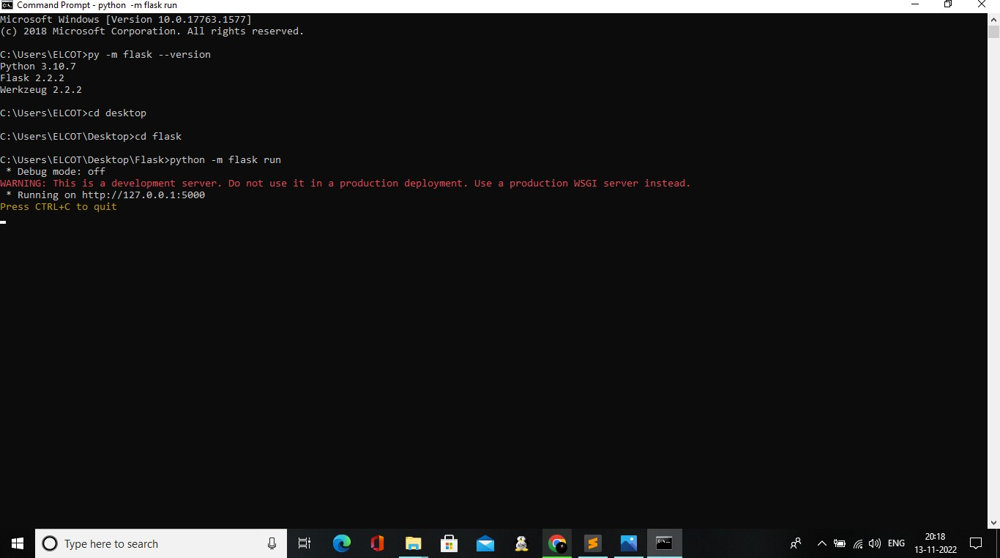 Command Prompt - python  -m flask run
Microsoft Windows [Version 10.0.17763.1577]
(c) 2018 Microsoft Corporation. All rights reserved.
C:\Users\ELCOT>py -m flask --version
Python 3.10.7
Flask 2.2.2
Werkzeug 2.2.2
C:\Users\ELCOT>cd desktop
C:\Users\ELCOT\Desktop>cd flask
C:\Users\ELCOT\Desktop\Flask>python -m flask run
 * Debug mode: off
WARNING: This is a development server. Do not use it in a production deployment. Use a production WSGI server instead.
 * Running on http://127.0.0.1:5000
Press CTRL+C to quit
Type here to search
ENG
20:18
13-11-2022